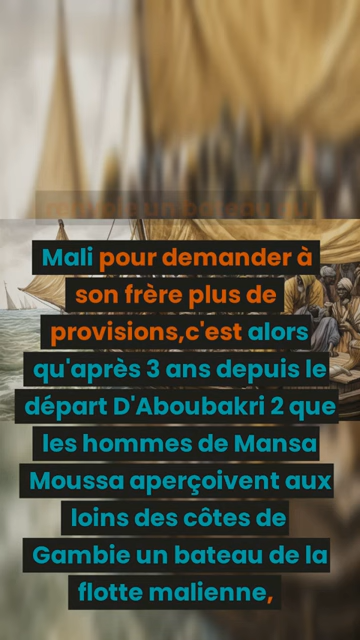 Mali pour demander à
son frère plus de
provisions,c'est alors
qu'après 3 ans depuis le
départ D'Aboubakri 2 que
les hommes de Mansa
Moussa aperçoivent aux
loins des côtes de
Gambie un bateau de la
flotte malienne,